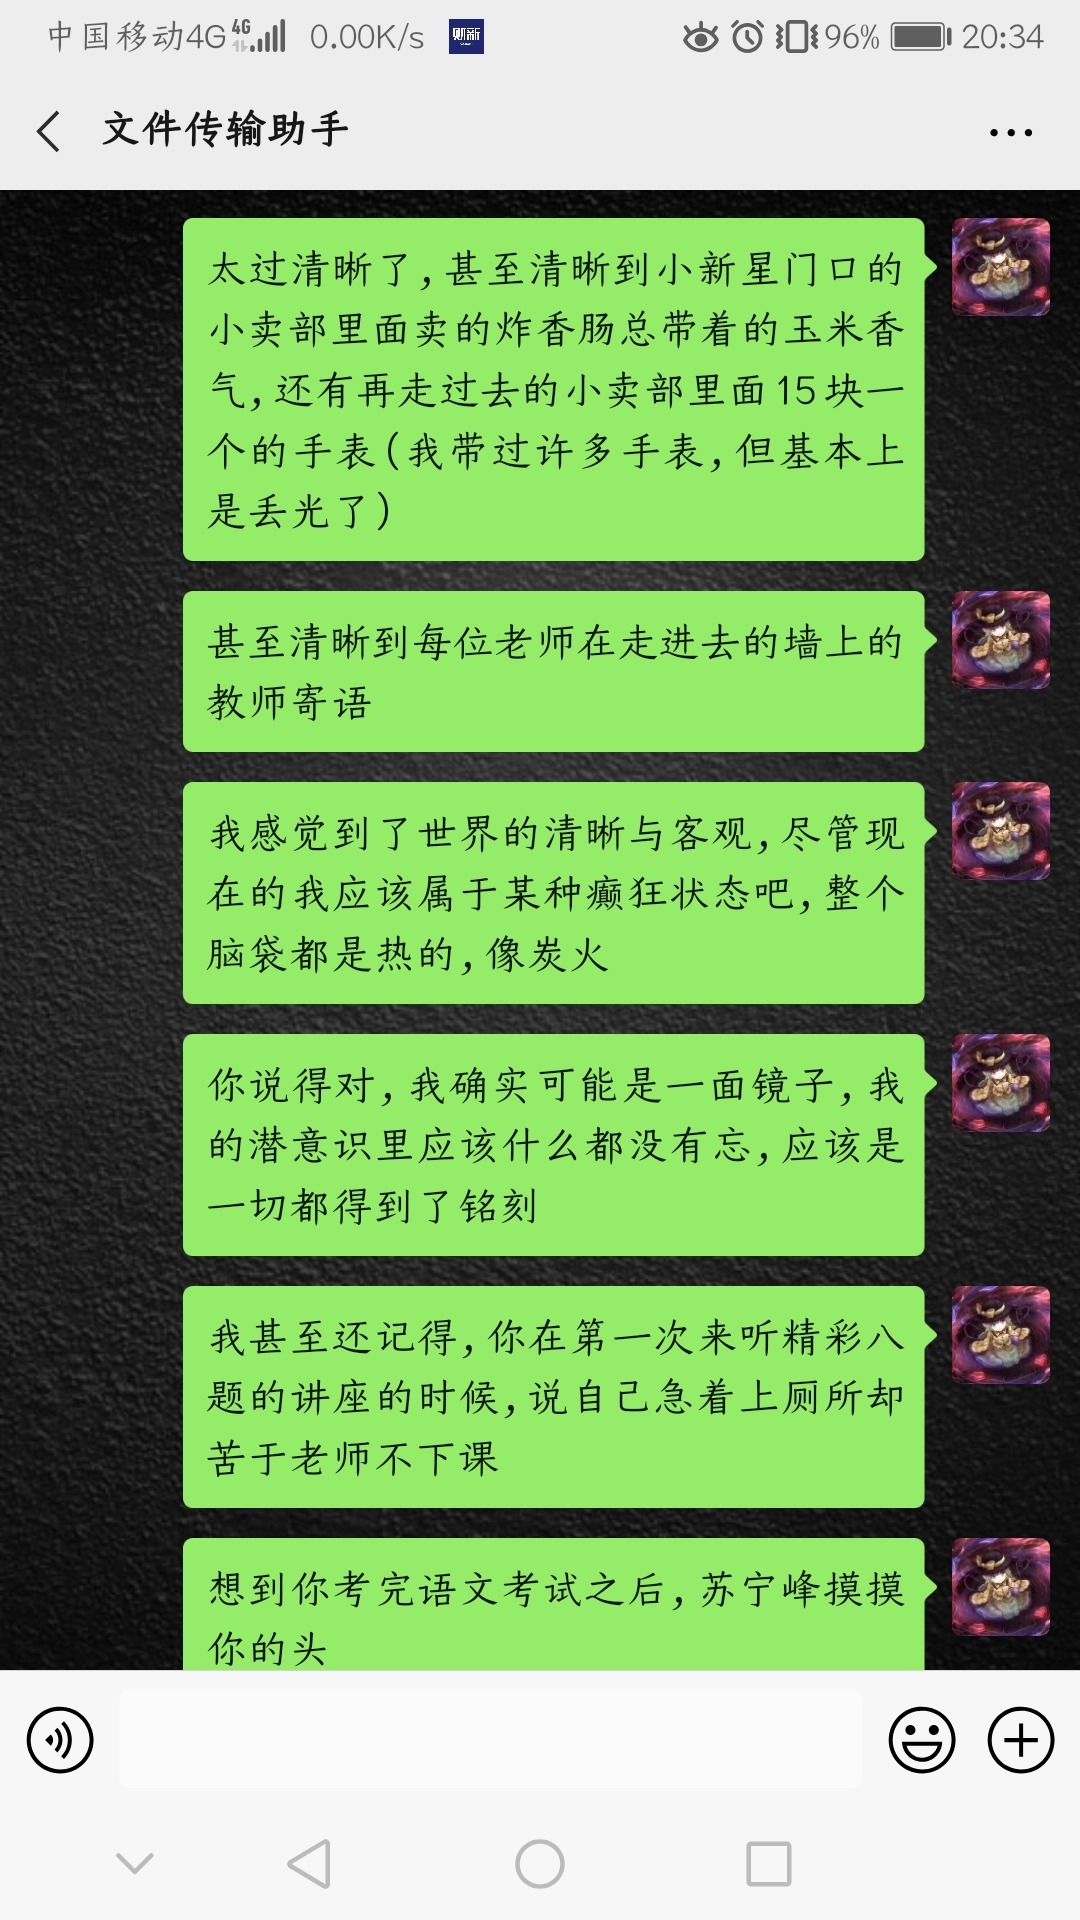 中国移动4G 4G 0.00K/s 财新 96% 20:34
文件传输助手
太过清晰了,甚至清晰到小新星门口的
小卖部里面卖的炸香肠总带着的玉米香
气,还有再走过去的小卖部里面15块一
个的手表(我带过许多手表,但基本上
是丢光了)
甚至清晰到每位老师在走进去的墙上的
教师寄语
我感觉到了世界的清晰与客观,尽管现
在的我应该属于某种癫狂状态吧,整个
脑袋都是热的,像炭火
你说得对,我确实可能是一面镜子,我
的潜意识里应该什么都没有忘,应该是
一切都得到了铭刻
我甚至还记得,你在第一次来听精彩八
题的讲座的时候,说自己急着上厕所却
苦于老师不下课
想到你考完语文考试之后,苏宁峰摸摸
你的头